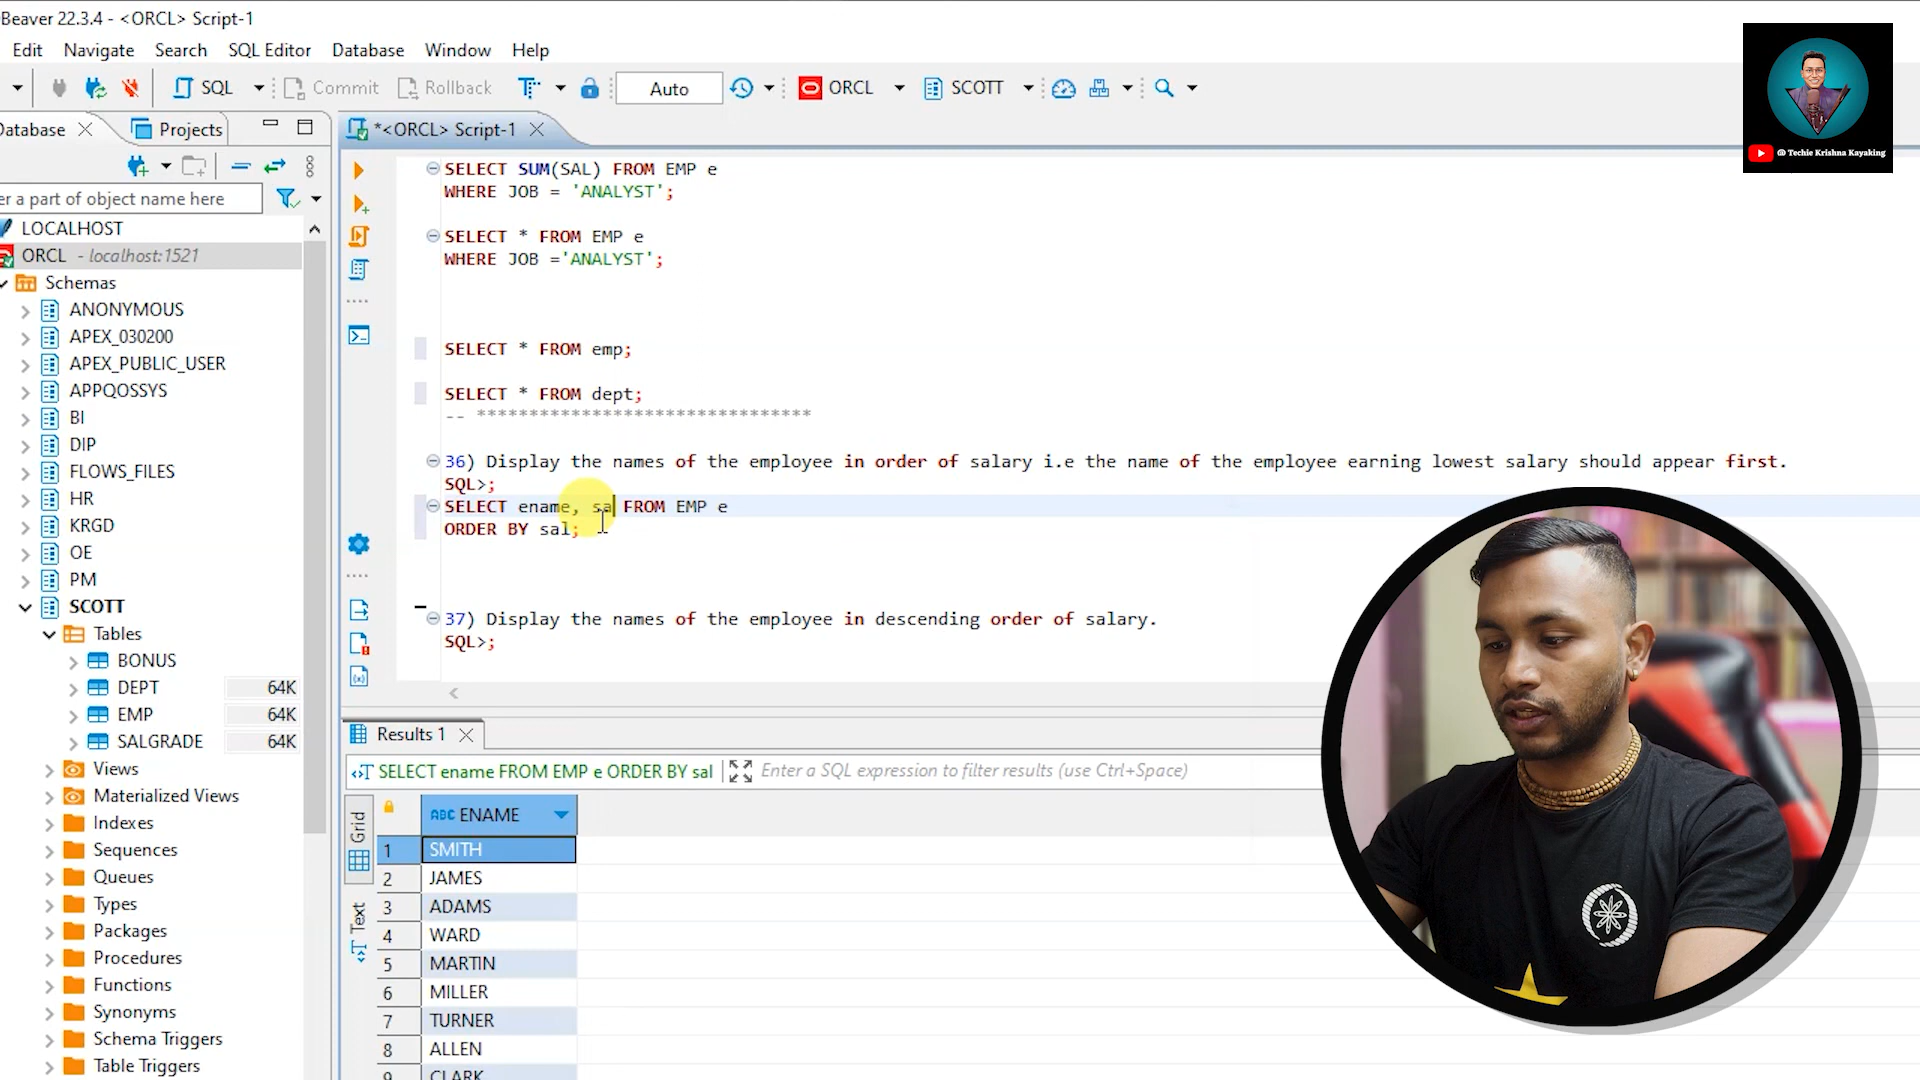 Beaver 22.3.4 - <ORCL> Script-1
Edit Navigate Search SQL Editor Database Window Help
SQL Commit Rollback Auto ORCL SCOTT
Database Projects
*<ORCL> Script-1
er a part of object name here
LOCALHOST
ORCL - localhost:1521
Schemas
ANONYMOUS
APEX_030200
APEX_PUBLIC_USER
APPQOSSYS
BI
DIP
FLOWS_FILES
HR
KRGD
OE
PM
SCOTT
Tables
BONUS
DEPT 64K
EMP 64K
SALGRADE 64K
Views
Materialized Views
Indexes
Sequences
Queues
Types
Packages
Procedures
Functions
Synonyms
Schema Triggers
Table Triggers
SELECT SUM(SAL) FROM EMP e
WHERE JOB = 'ANALYST';
SELECT * FROM EMP e
WHERE JOB ='ANALYST';
SELECT * FROM emp;
SELECT * FROM dept;
-- ********************************
36) Display the names of the employee in order of salary i.e the name of the employee earning lowest salary should appear first.
SQL>;
SELECT ename, sa FROM EMP e
ORDER BY sal;
37) Display the names of the employee in descending order of salary.
SQL>;
Results 1
SELECT ename FROM EMP e ORDER BY sal Enter a SQL expression to filter results (use Ctrl+Space)
Grid
Text
ABC ENAME
1 SMITH
2 JAMES
3 ADAMS
4 WARD
5 MARTIN
6 MILLER
7 TURNER
8 ALLEN
9 CLARK
@ Techie Krishna Kayaking